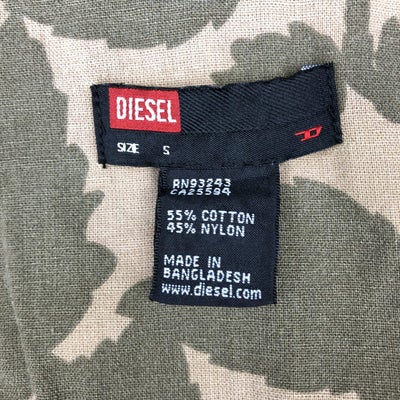 DIESEL
SIZE S
RN93243
CA25594
55% COTTON
45% NYLON
MADE IN
BANGLADESH
www.diesel.com